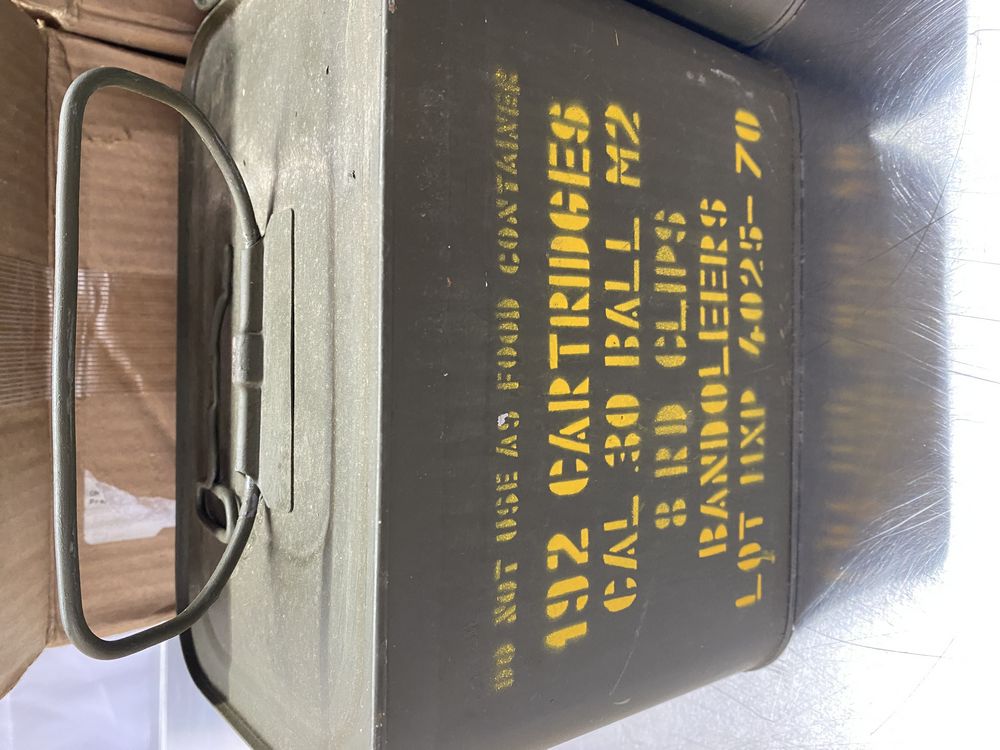 DO NOT USE AS FOOD CONTAINER
192 CARTRIDGES
CAL .30 BALL M2
8 RD CLIPS
BANDOLEERS
LOT HXP 4025-70